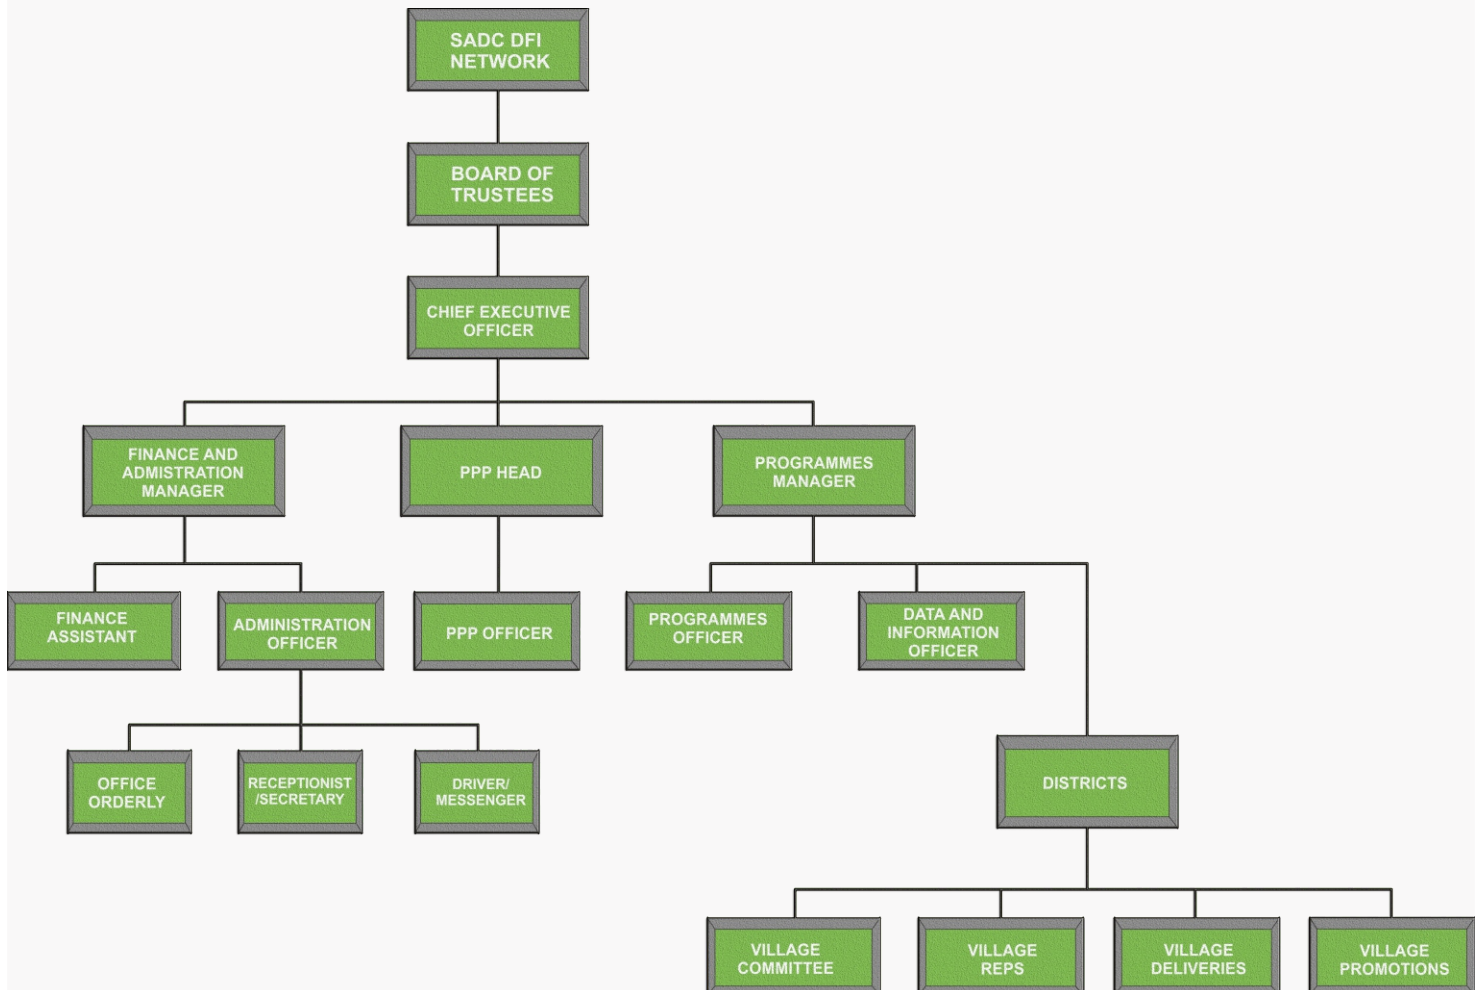 SADC DFI
NETWORK
BOARD OF
TRUSTEES
CHIEF EXECUTIVE
OFFICER
FINANCE AND
ADMISTRATION
MANAGER
PPP HEAD
PROGRAMMES
MANAGER
FINANCE
ASSISTANT
ADMINISTRATION
OFFICER
PPP OFFICER
PROGRAMMES
OFFICER
DATA AND
INFORMATION
OFFICER
OFFICE
ORDERLY
RECEPTIONIST
/SECRETARY
DRIVER/
MESSENGER
DISTRICTS
VILLAGE
COMMITTEE
VILLAGE
REPS
VILLAGE
DELIVERIES
VILLAGE
PROMOTIONS